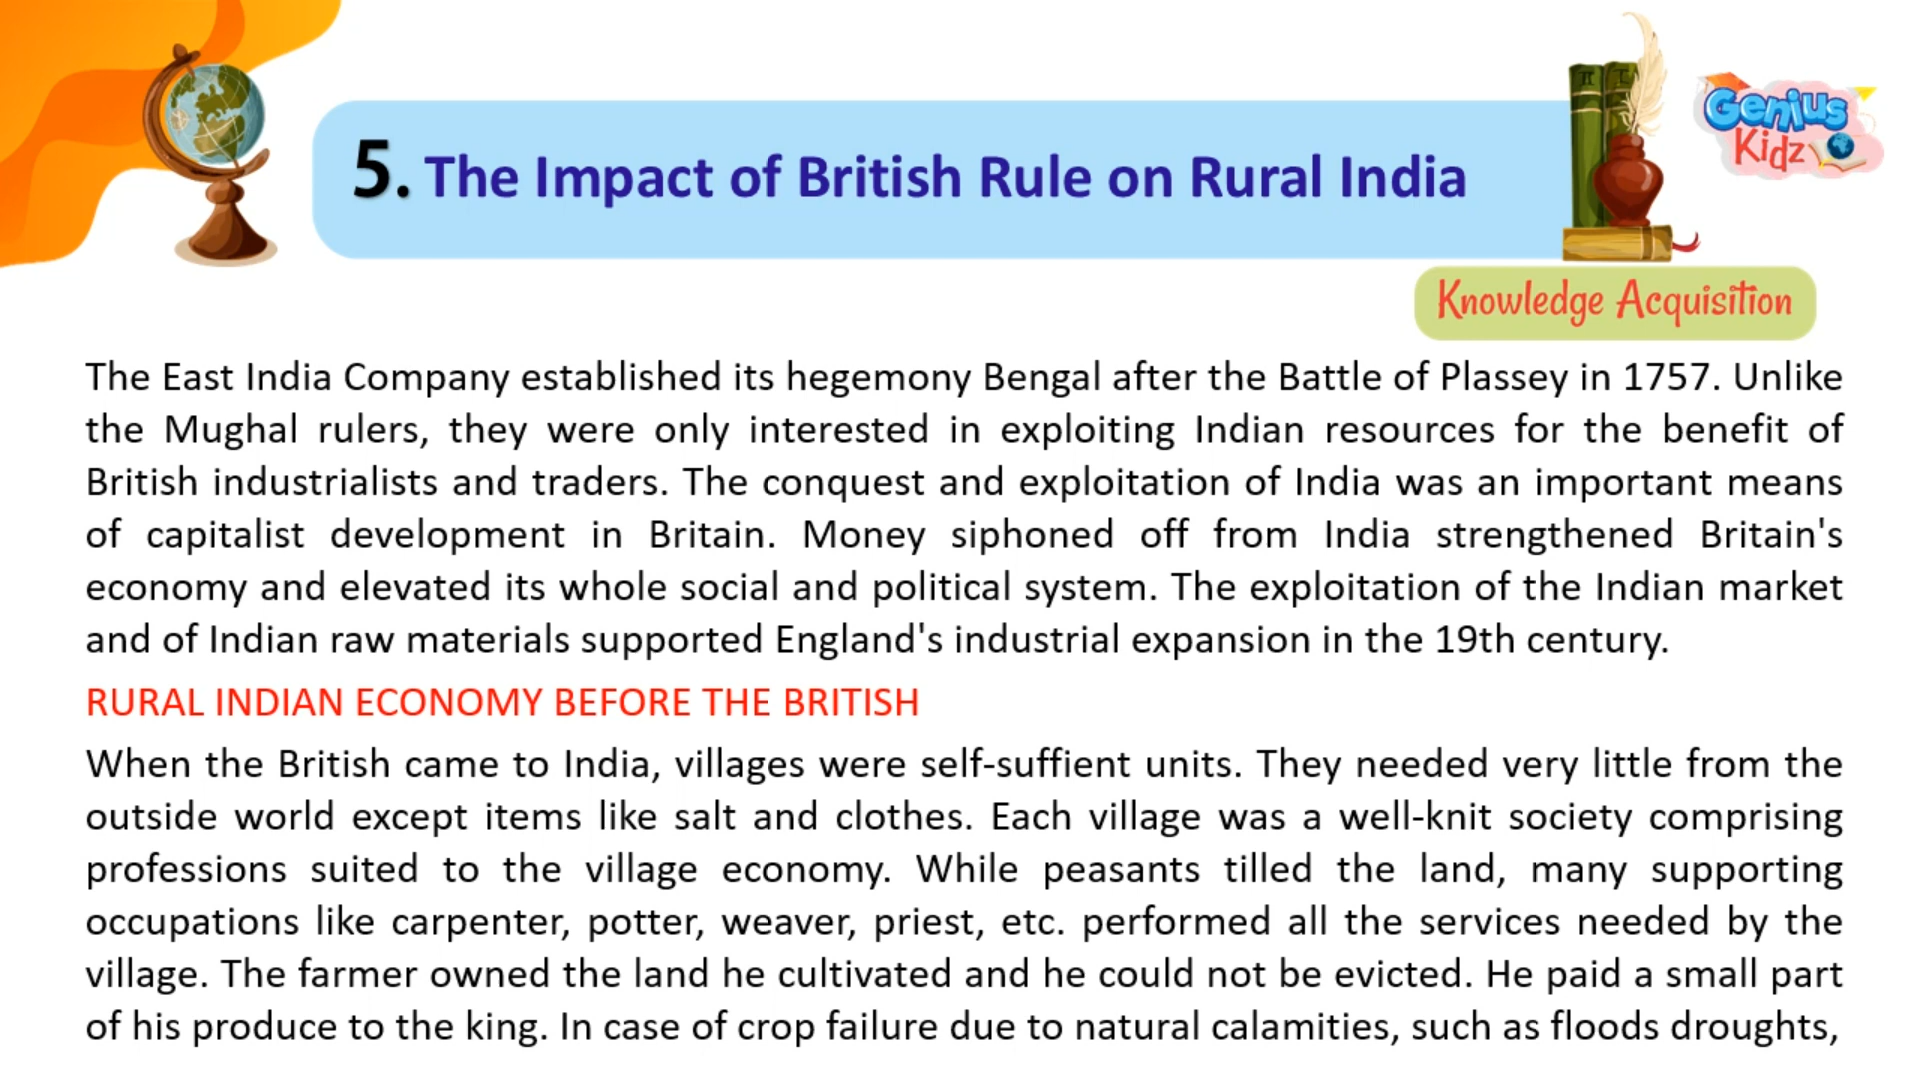 5. The Impact of British Rule on Rural India
Genius
Kidz
Knowledge Acquisition
The East India Company established its hegemony Bengal after the Battle of Plassey in 1757. Unlike
the Mughal rulers, they were only interested in exploiting Indian resources for the benefit of
British industrialists and traders. The conquest and exploitation of India was an important means
of capitalist development in Britain. Money siphoned off from India strengthened Britain's
economy and elevated its whole social and political system. The exploitation of the Indian market
and of Indian raw materials supported England's industrial expansion in the 19th century.
RURAL INDIAN ECONOMY BEFORE THE BRITISH
When the British came to India, villages were self-suffient units. They needed very little from the
outside world except items like salt and clothes. Each village was a well-knit society comprising
professions suited to the village economy. While peasants tilled the land, many supporting
occupations like carpenter, potter, weaver, priest, etc. performed all the services needed by the
village. The farmer owned the land he cultivated and he could not be evicted. He paid a small part
of his produce to the king. In case of crop failure due to natural calamities, such as floods droughts,